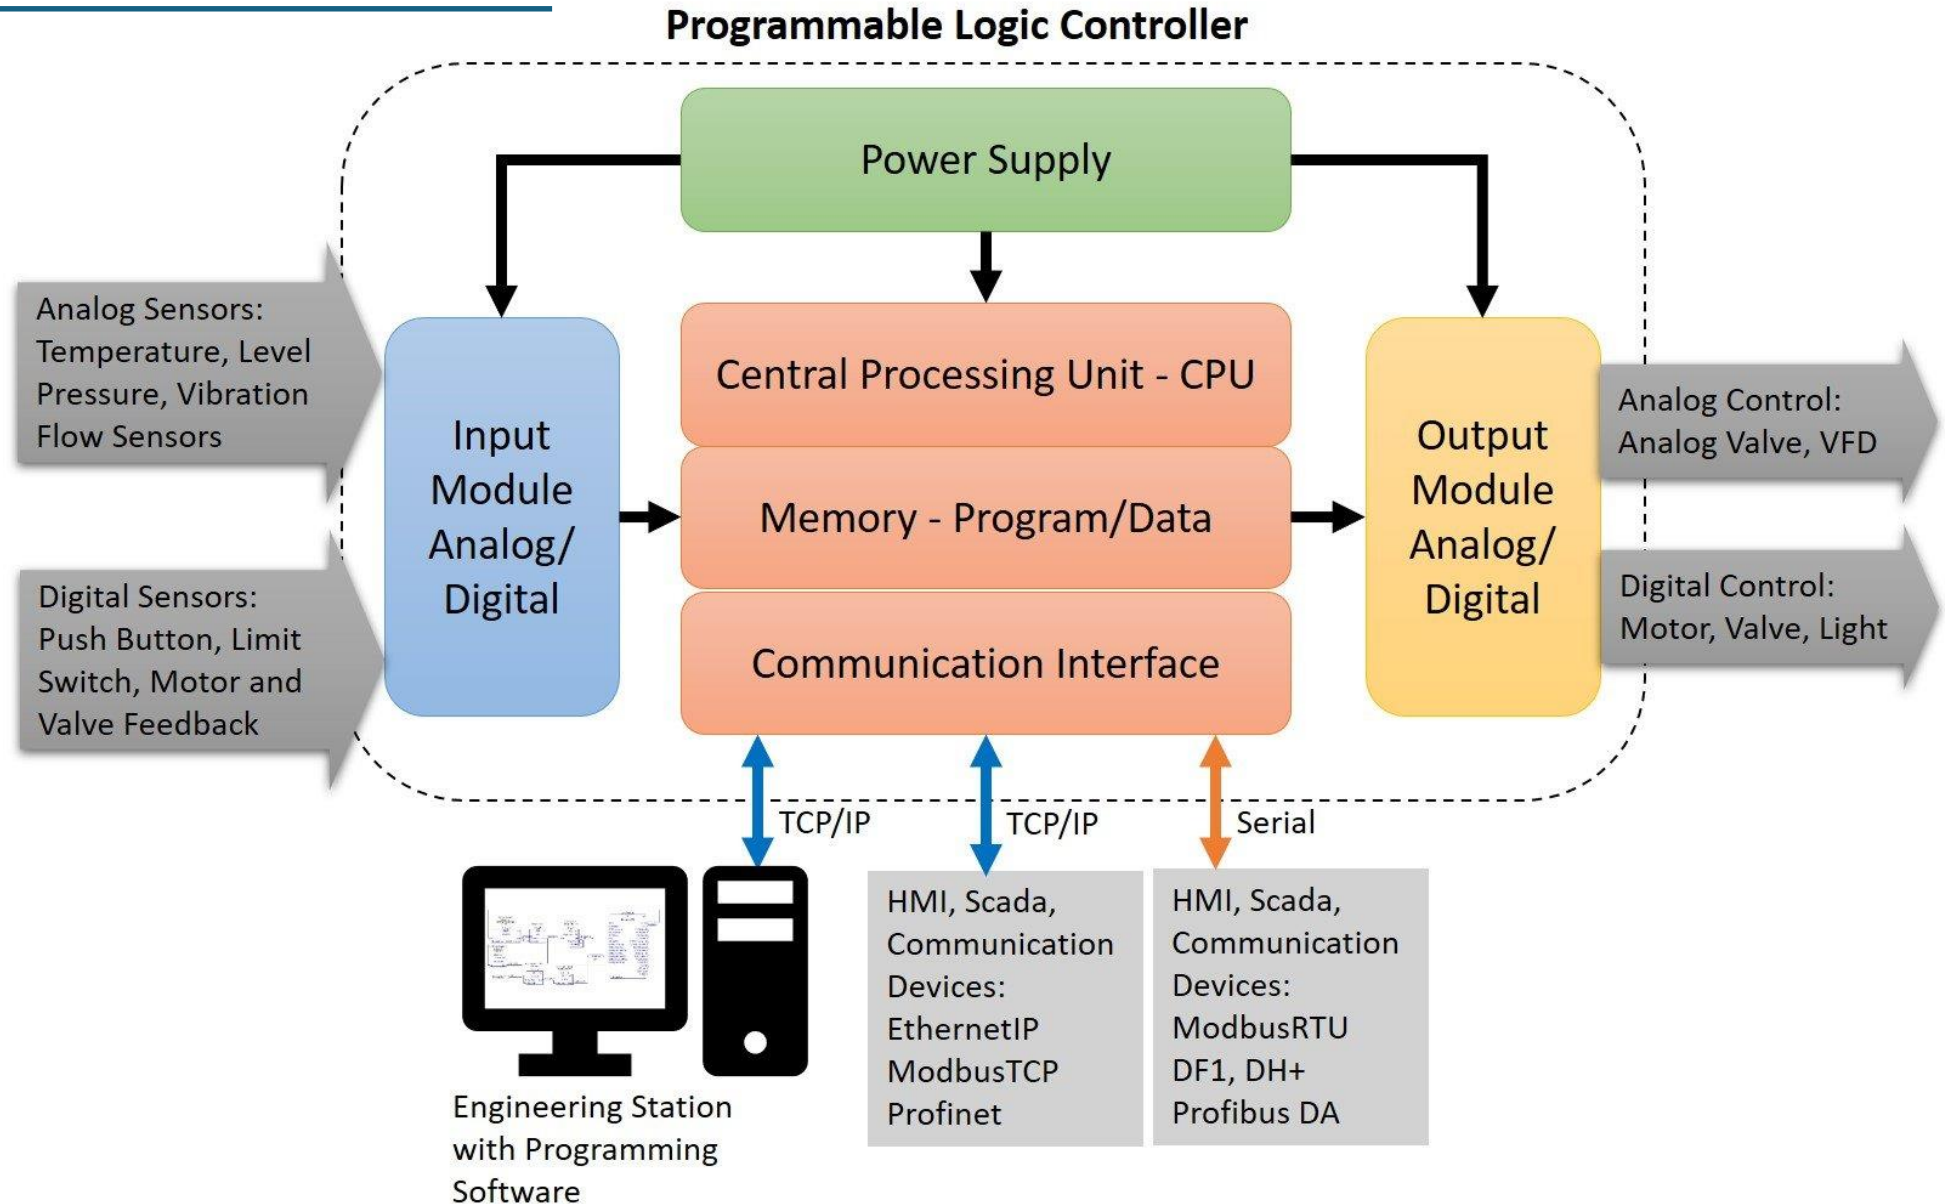 Programmable Logic Controller
Power Supply
Analog Sensors:
Temperature, Level
Pressure, Vibration
Flow Sensors
Digital Sensors:
Push Button, Limit
Switch, Motor and
Valve Feedback
Input
Module
Analog/
Digital
Central Processing Unit - CPU
Memory - Program/Data
Communication Interface
Output
Module
Analog/
Digital
Analog Control:
Analog Valve, VFD
Digital Control:
Motor, Valve, Light
TCP/IP
TCP/IP
Serial
Engineering Station
with Programming
Software
HMI, Scada,
Communication
Devices:
EthernetIP
ModbusTCP
Profinet
HMI, Scada,
Communication
Devices:
ModbusRTU
DF1, DH+
Profibus DA